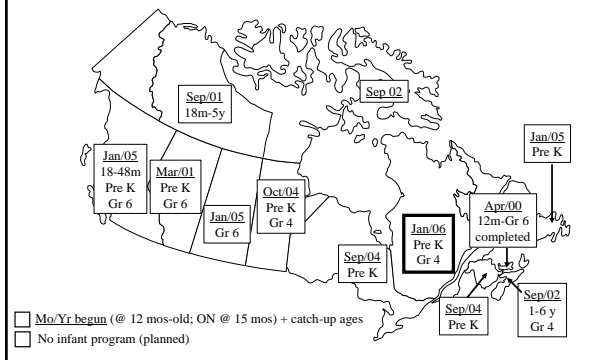 Sep/01
18m-5y
Sep 02
Jan/05
Pre K
Jan/05
18-48m
Pre K
Gr 6
Mar/01
Pre K
Gr 6
Jan/05
Gr 6
Oct/04
Pre K
Gr 4
Sep/04
Pre K
Jan/06
Pre K
Gr 4
Apr/00
12m-Gr 6
completed
Sep/04
Pre K
Sep/02
1-6 y
Gr 4
Mo/Yr begun (@ 12 mos-old; ON @ 15 mos) + catch-up ages
No infant program (planned)